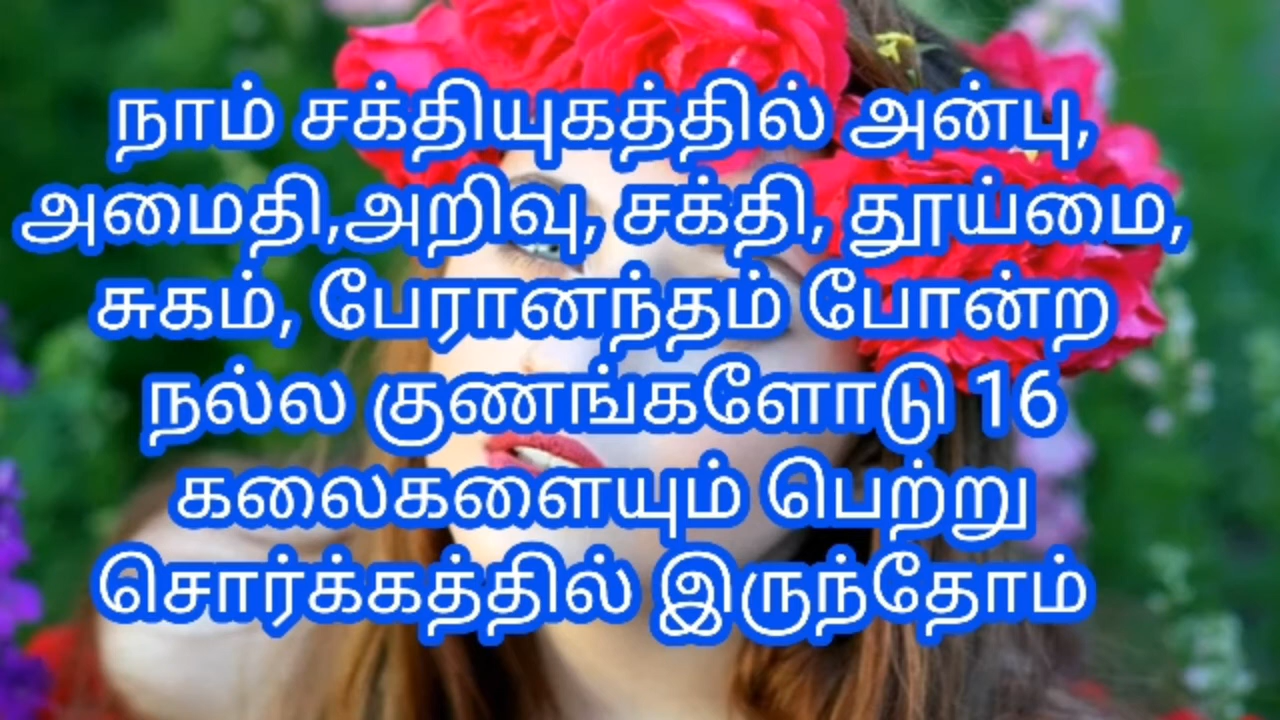 நாம் சக்தியுகத்தில் அன்பு,
அமைதி,அறிவு, சக்தி, தூய்மை,
சுகம், பேரானந்தம் போன்ற
நல்ல குணங்களோடு 16
கலைகளையும் பெற்று
சொர்க்கத்தில் இருந்தோம்